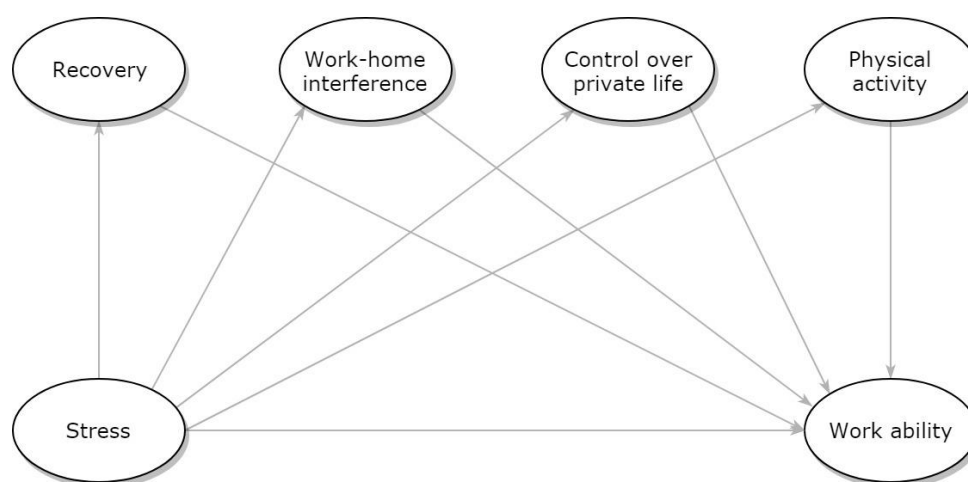 Recovery
Work-home
interference
Control over
private life
Physical
activity
Stress
Work ability